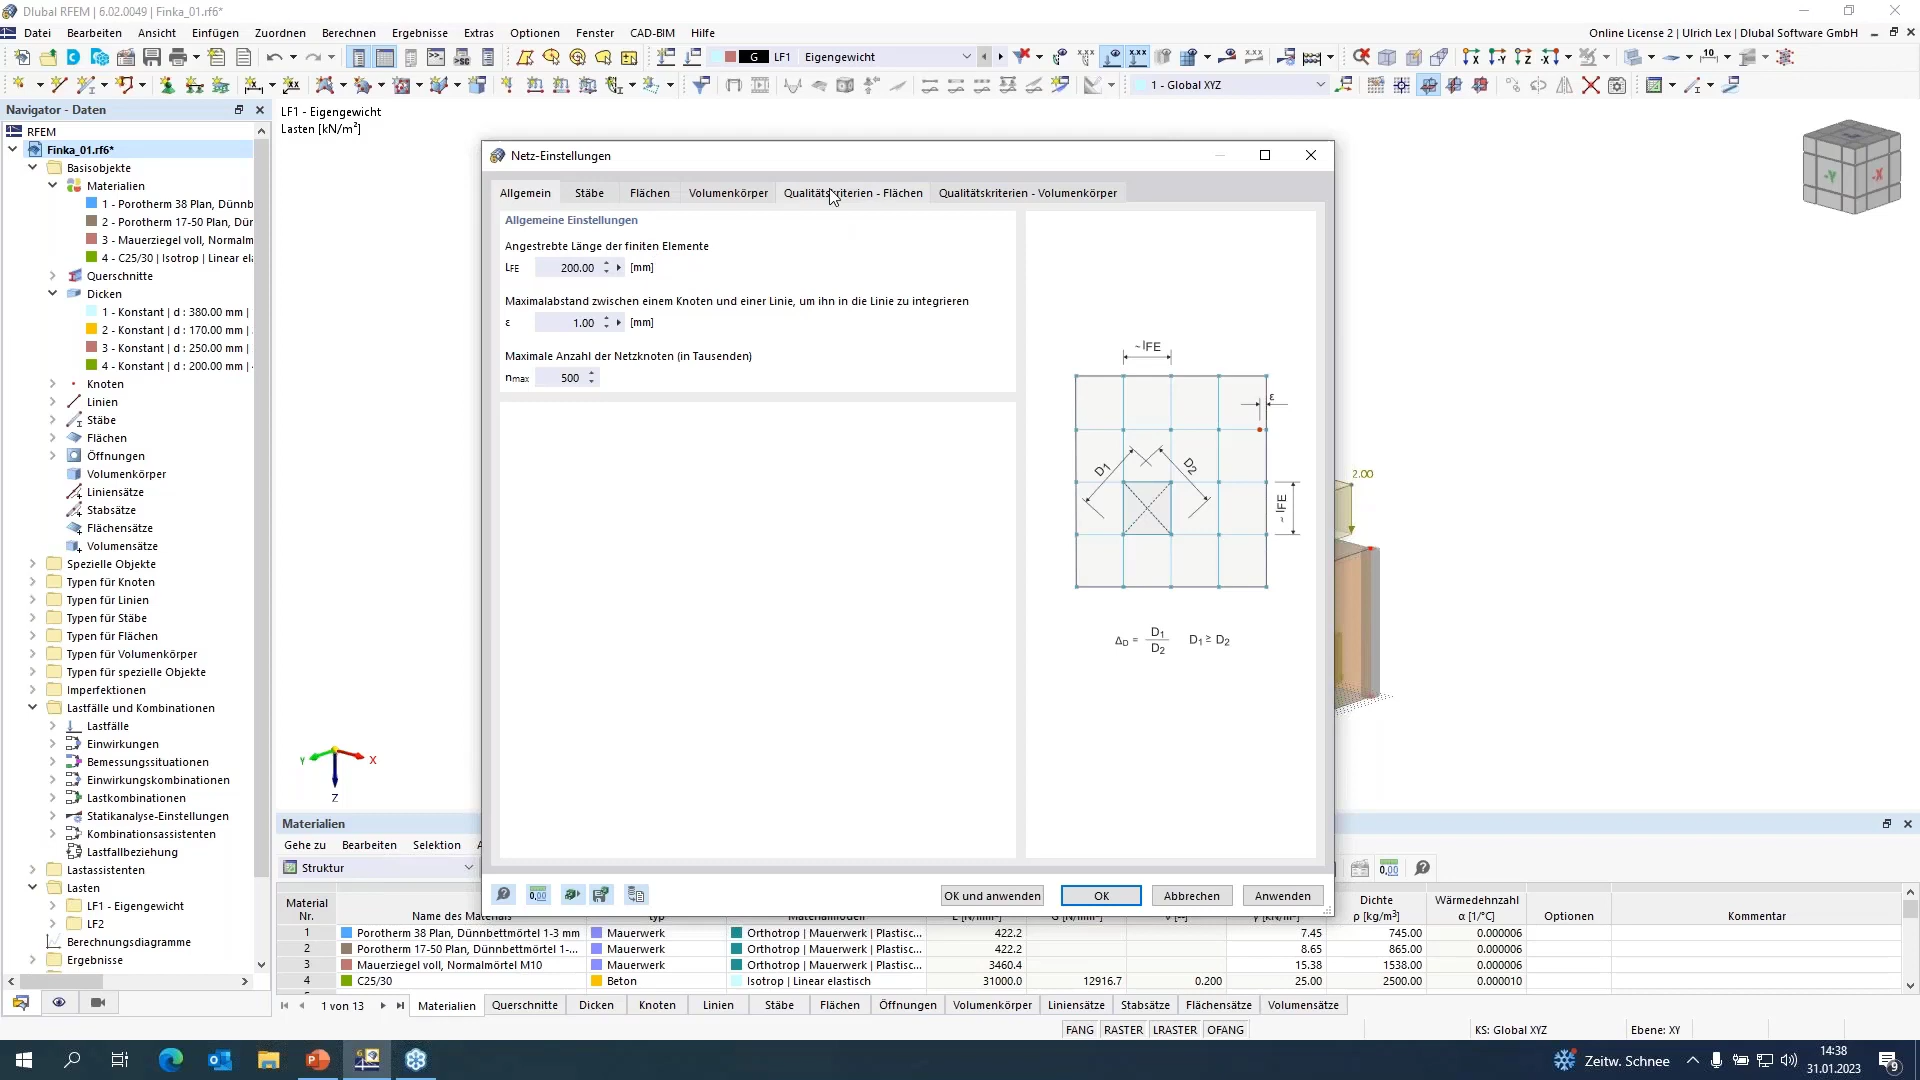 Dlubal RFEM | 6.02.0049 | Finka_01.rf6*
Datei Bearbeiten Ansicht Einfügen Zuordnen Berechnen Ergebnisse Extras Optionen Fenster CAD-BIM Hilfe
Online License 2 | Ulrich Lex | Dlubal Software GmbH
G LF1 Eigengewicht
1 - Global XYZ
Navigator - Daten
RFEM
Finka_01.rf6*
Basisobjekte
Materialien
1 - Porotherm 38 Plan, Dünnb
2 - Porotherm 17-50 Plan, Dür
3 - Mauerziegel voll, Normalm
4 - C25/30 | Isotrop | Linear ela
Querschnitte
Dicken
1 - Konstant | d : 380.00 mm |
2 - Konstant | d : 170.00 mm |
3 - Konstant | d : 250.00 mm |
4 - Konstant | d : 200.00 mm |
Knoten
Linien
Stäbe
Flächen
Öffnungen
Volumenkörper
Liniensätze
Stabsätze
Flächensätze
Volumensätze
Spezielle Objekte
Typen für Knoten
Typen für Linien
Typen für Stäbe
Typen für Flächen
Typen für Volumenkörper
Typen für spezielle Objekte
Imperfektionen
Lastfälle und Kombinationen
Lastfälle
Einwirkungen
Bemessungssituationen
Einwirkungskombinationen
Lastkombinationen
Statikanalyse-Einstellungen
Kombinationsassistenten
Lastfallbeziehung
Lastassistenten
Lasten
LF1 - Eigengewicht
LF2
Berechnungsdiagramme
Ergebnisse
LF1 - Eigengewicht
Lasten [kN/m²]
-Y -X
2.00
Y X
Z
Netz-Einstellungen
Allgemein Stäbe Flächen Volumenkörper Qualitätskriterien - Flächen Qualitätskriterien - Volumenkörper
Allgemeine Einstellungen
Angestrebte Länge der finiten Elemente
LFE 200.00 [mm]
Maximalabstand zwischen einem Knoten und einer Linie, um ihn in die Linie zu integrieren
ε 1.00 [mm]
Maximale Anzahl der Netzknoten (in Tausenden)
nmax 500
~ lFE
ε
D1 D2
~ lFE
ΔD = D1 / D2 D1 ≥ D2
OK und anwenden OK Abbrechen Anwenden
Materialien
Gehe zu Bearbeiten Selektion
Struktur
Material Nr. Name des Materials typ Materialmodell E [N/mm²] G [N/mm²] ν [--] γ [kN/m³] Dichte ρ [kg/m³] Wärmedehnzahl α [1/°C] Optionen Kommentar
1 Porotherm 38 Plan, Dünnbettmörtel 1-3 mm Mauerwerk Orthotrop | Mauerwerk | Plastisc... 422.2 7.45 745.00 0.000006
2 Porotherm 17-50 Plan, Dünnbettmörtel 1-... Mauerwerk Orthotrop | Mauerwerk | Plastisc... 422.2 8.65 865.00 0.000006
3 Mauerziegel voll, Normalmörtel M10 Mauerwerk Orthotrop | Mauerwerk | Plastisc... 3460.4 15.38 1538.00 0.000006
4 C25/30 Beton Isotrop | Linear elastisch 31000.0 12916.7 0.200 25.00 2500.00 0.000010
1 von 13 Materialien Querschnitte Dicken Knoten Linien Stäbe Flächen Öffnungen Volumenkörper Liniensätze Stabsätze Flächensätze Volumensätze
FANG RASTER LRASTER OFANG KS: Global XYZ Ebene: XY
Zeitw. Schnee
14:38
31.01.2023
9